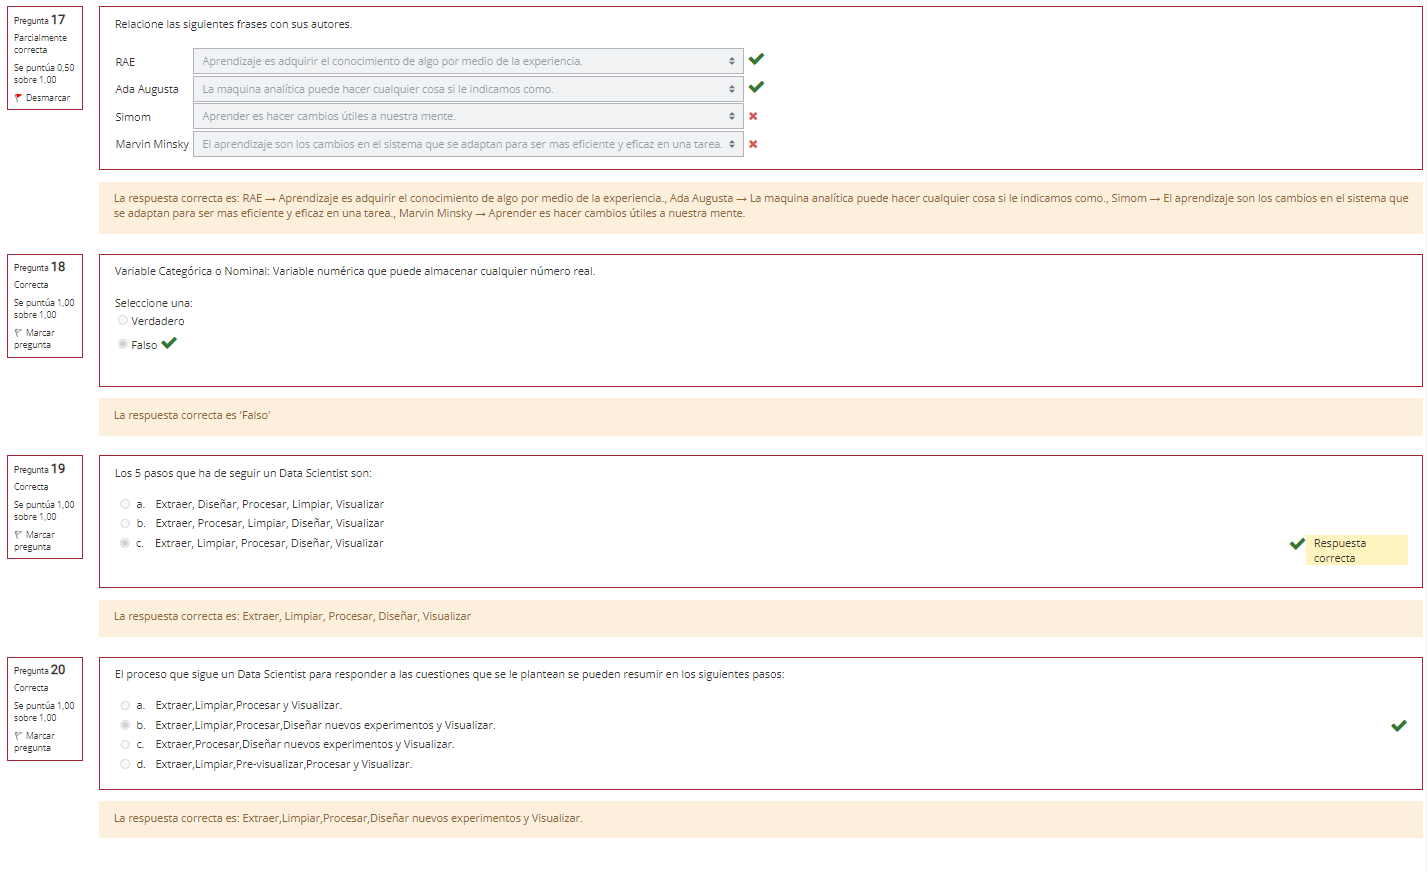 Pregunta 17
Parcialmente
correcta
Se puntúa 0,50
sobre 1,00
Desmarcar
Relacione las siguientes frases con sus autores.
RAE Aprendizaje es adquirir el conocimiento de algo por medio de la experiencia.
Ada Augusta La maquina analítica puede hacer cualquier cosa si le indicamos como.
Simom Aprender es hacer cambios útiles a nuestra mente.
Marvin Minsky El aprendizaje son los cambios en el sistema que se adaptan para ser mas eficiente y eficaz en una tarea.
La respuesta correcta es: RAE → Aprendizaje es adquirir el conocimiento de algo por medio de la experiencia., Ada Augusta → La maquina analítica puede hacer cualquier cosa si le indicamos como., Simom → El aprendizaje son los cambios en el sistema que
se adaptan para ser mas eficiente y eficaz en una tarea., Marvin Minsky → Aprender es hacer cambios útiles a nuestra mente.
Pregunta 18
Correcta
Se puntúa 1,00
sobre 1,00
Marcar
pregunta
Variable Categórica o Nominal: Variable numérica que puede almacenar cualquier número real.
Seleccione una:
Verdadero
Falso
La respuesta correcta es 'Falso'
Pregunta 19
Correcta
Se puntúa 1,00
sobre 1,00
Marcar
pregunta
Los 5 pasos que ha de seguir un Data Scientist son:
a. Extraer, Diseñar, Procesar, Limpiar, Visualizar
b. Extraer, Procesar, Limpiar, Diseñar, Visualizar
c. Extraer, Limpiar, Procesar, Diseñar, Visualizar
Respuesta
correcta
La respuesta correcta es: Extraer, Limpiar, Procesar, Diseñar, Visualizar
Pregunta 20
Correcta
Se puntúa 1,00
sobre 1,00
Marcar
pregunta
El proceso que sigue un Data Scientist para responder a las cuestiones que se le plantean se pueden resumir en los siguientes pasos:
a. Extraer,Limpiar,Procesar y Visualizar.
b. Extraer,Limpiar,Procesar,Diseñar nuevos experimentos y Visualizar.
c. Extraer,Procesar,Diseñar nuevos experimentos y Visualizar.
d. Extraer,Limpiar,Pre-visualizar,Procesar y Visualizar.
La respuesta correcta es: Extraer,Limpiar,Procesar,Diseñar nuevos experimentos y Visualizar.